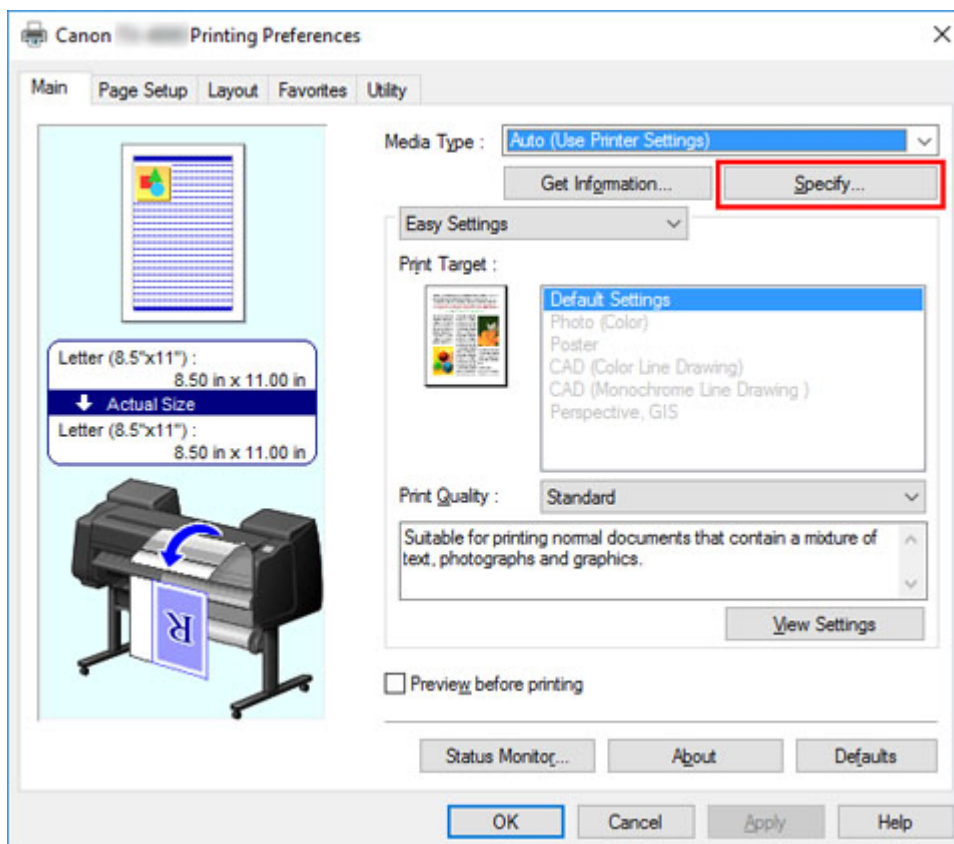 Canon Printing Preferences
Main Page Setup Layout Favorites Utility
Media Type : Auto (Use Printer Settings)
Get Information... Specify...
Easy Settings
Print Target :
Default Settings
Photo (Color)
Poster
CAD (Color Line Drawing)
CAD (Monochrome Line Drawing )
Perspective, GIS
Letter (8.5"x11") :
8.50 in x 11.00 in
Actual Size
Letter (8.5"x11") :
8.50 in x 11.00 in
R
Print Quality : Standard
Suitable for printing normal documents that contain a mixture of
text, photographs and graphics.
View Settings
Preview before printing
Status Monitor... About Defaults
OK Cancel Apply Help